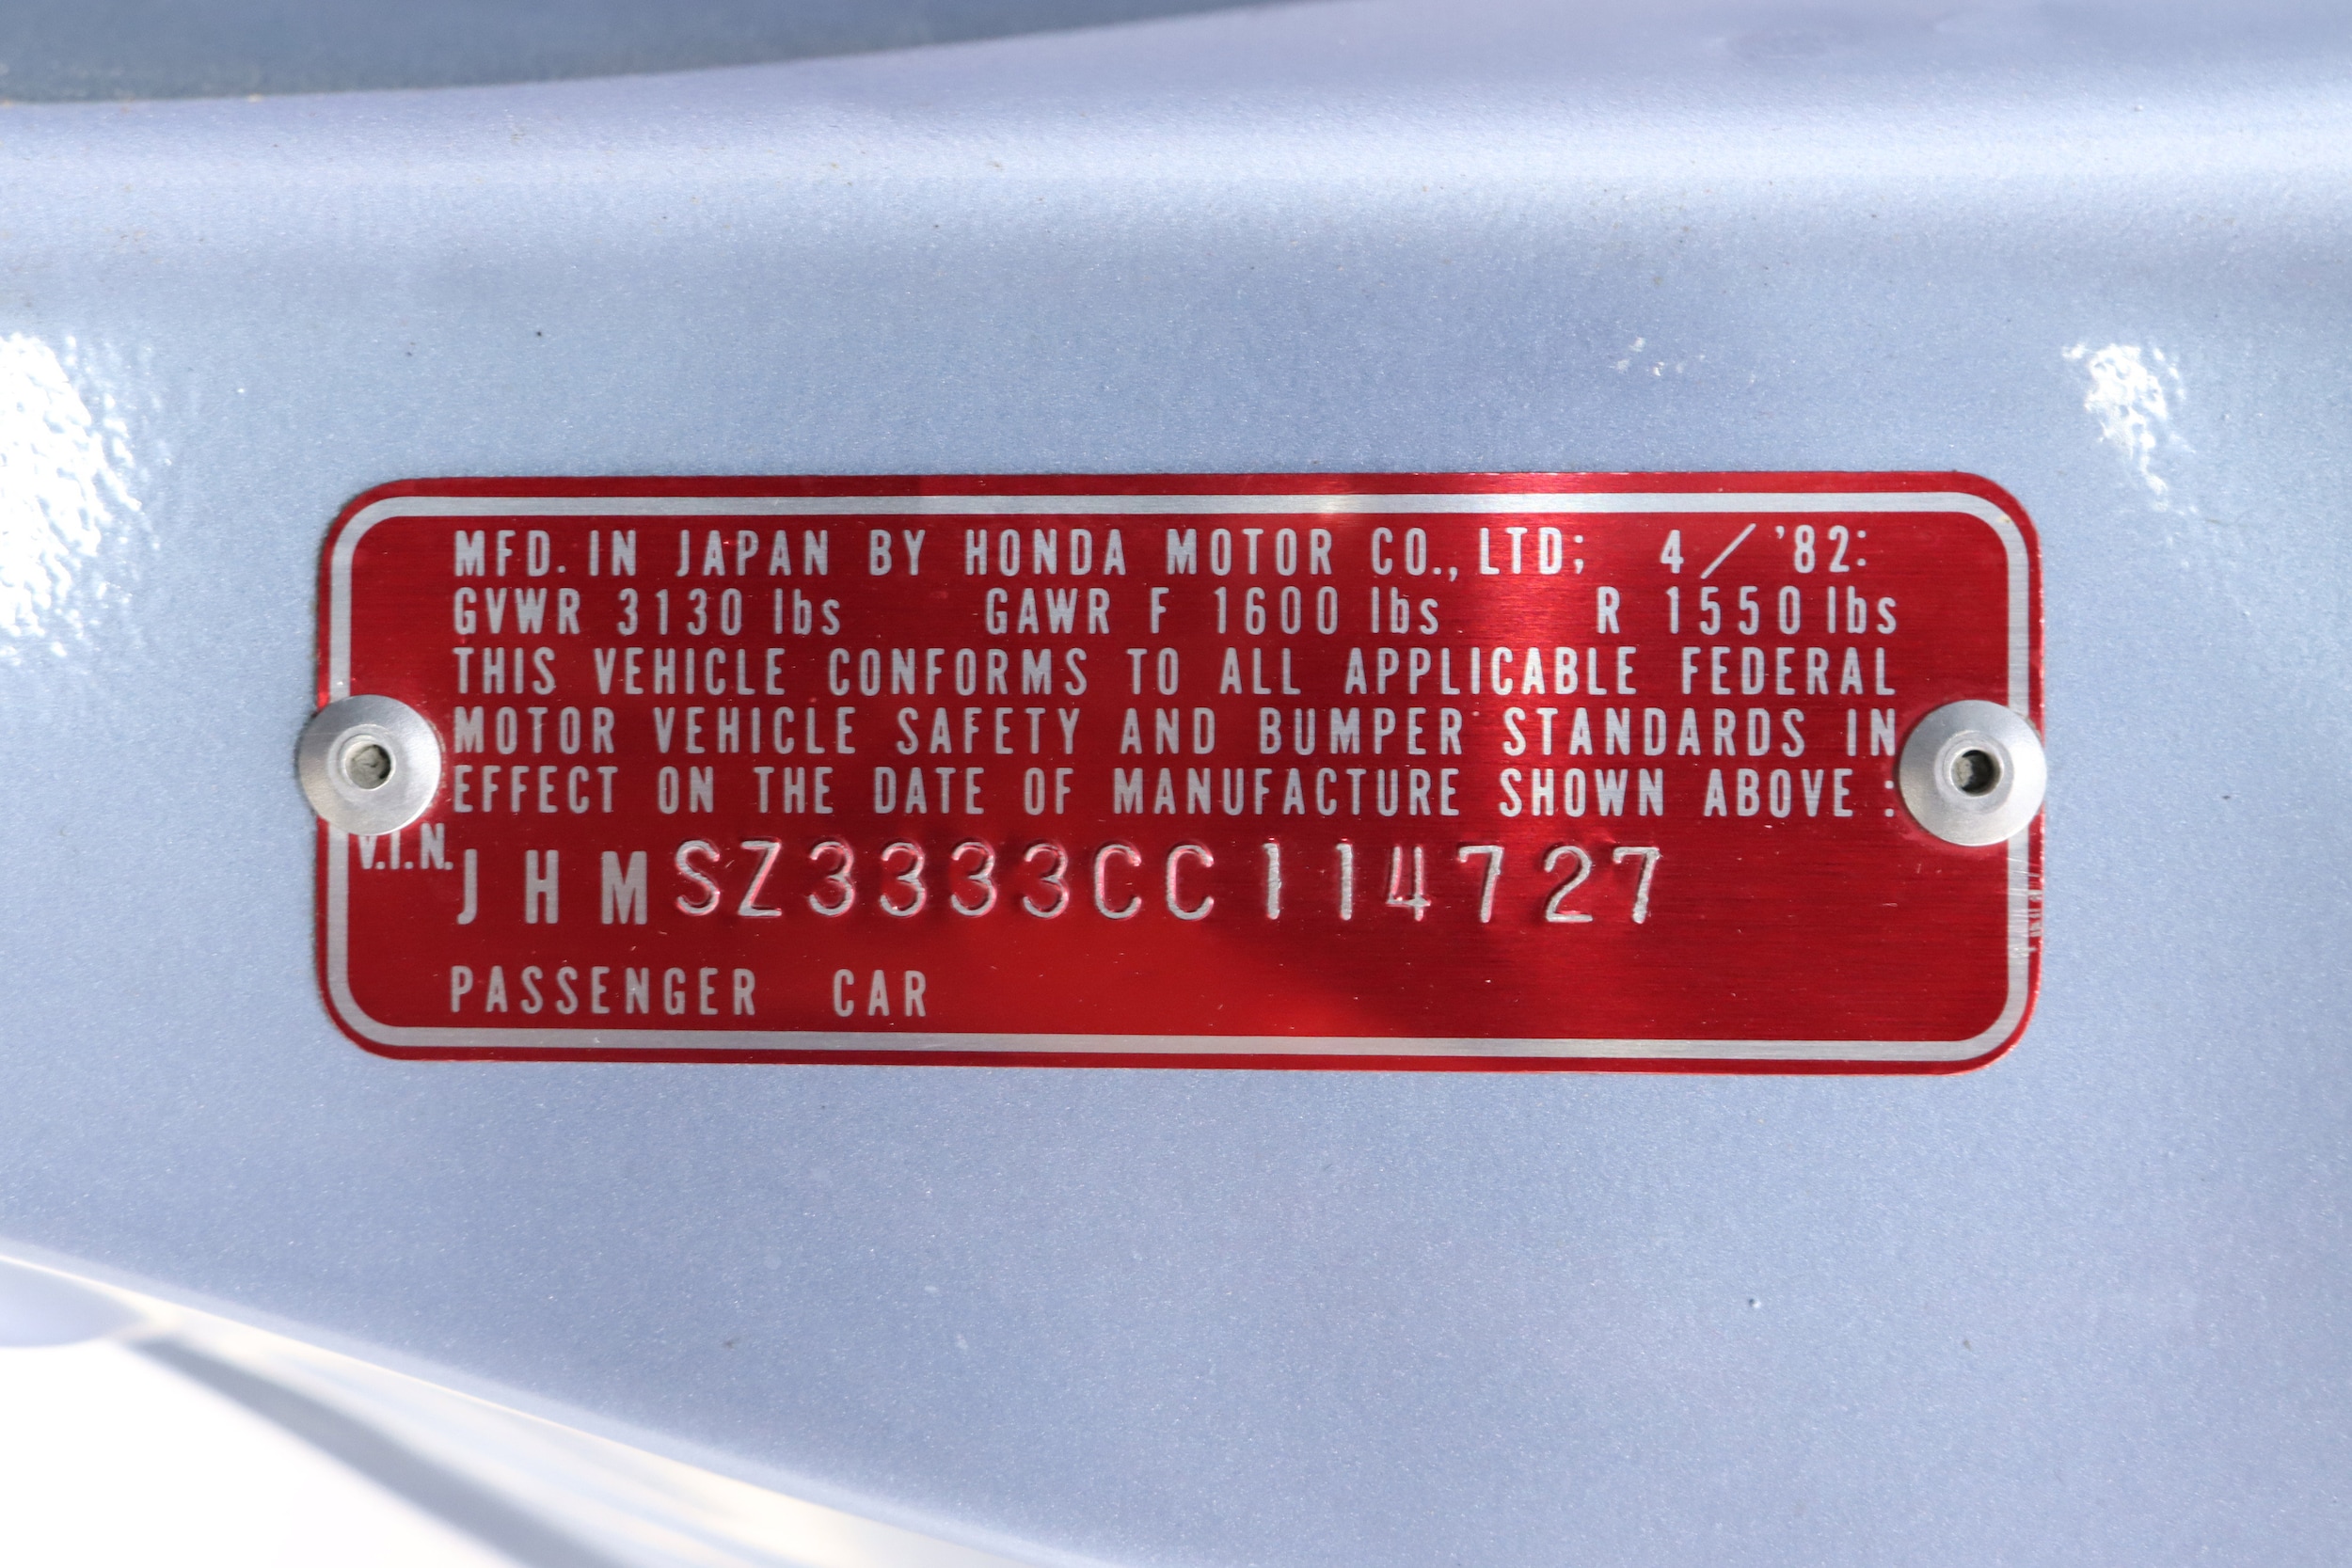 MFD. IN JAPAN BY HONDA MOTOR CO., LTD; 4 / '82:
GVWR 3130 lbs GAWR F 1600 lbs R 1550 lbs
THIS VEHICLE CONFORMS TO ALL APPLICABLE FEDERAL
MOTOR VEHICLE SAFETY AND BUMPER STANDARDS IN
EFFECT ON THE DATE OF MANUFACTURE SHOWN ABOVE :
V.I.N. JHMSZ3333CC114727
PASSENGER CAR